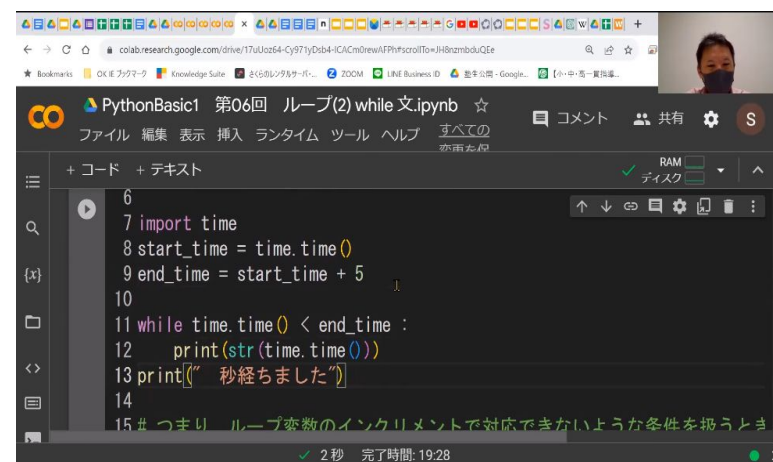 colab.research.google.com/drive/17uUoz64-Cy971yDsb4-ICACm0rewAFPh#scrollTo=JH8nzmbduQEe
Bookmarks OKIE ブックマーク Knowledge Suite さくらのレンタルサーバ-... ZOOM LINE Business ID 塾生公開 - Google... 【小・中・高一貫指導...
CO PythonBasic1 第06回 ループ(2) while 文.ipynb ☆ コメント 共有 S
ファイル 編集 表示 挿入 ランタイム ツール ヘルプ すべての
変更を保
+ コード + テキスト RAM
ディスク
6
7 import time
8 start_time = time.time()
9 end_time = start_time + 5
10
11 while time.time() < end_time :
12 print(str(time.time()))
13 print(" 秒経ちました")
14
15 # つまり、ループ変数のインクリメントで対応できないような条件を扱うとき
{x}
<>
✓ 2 秒 完了時間: 19:28